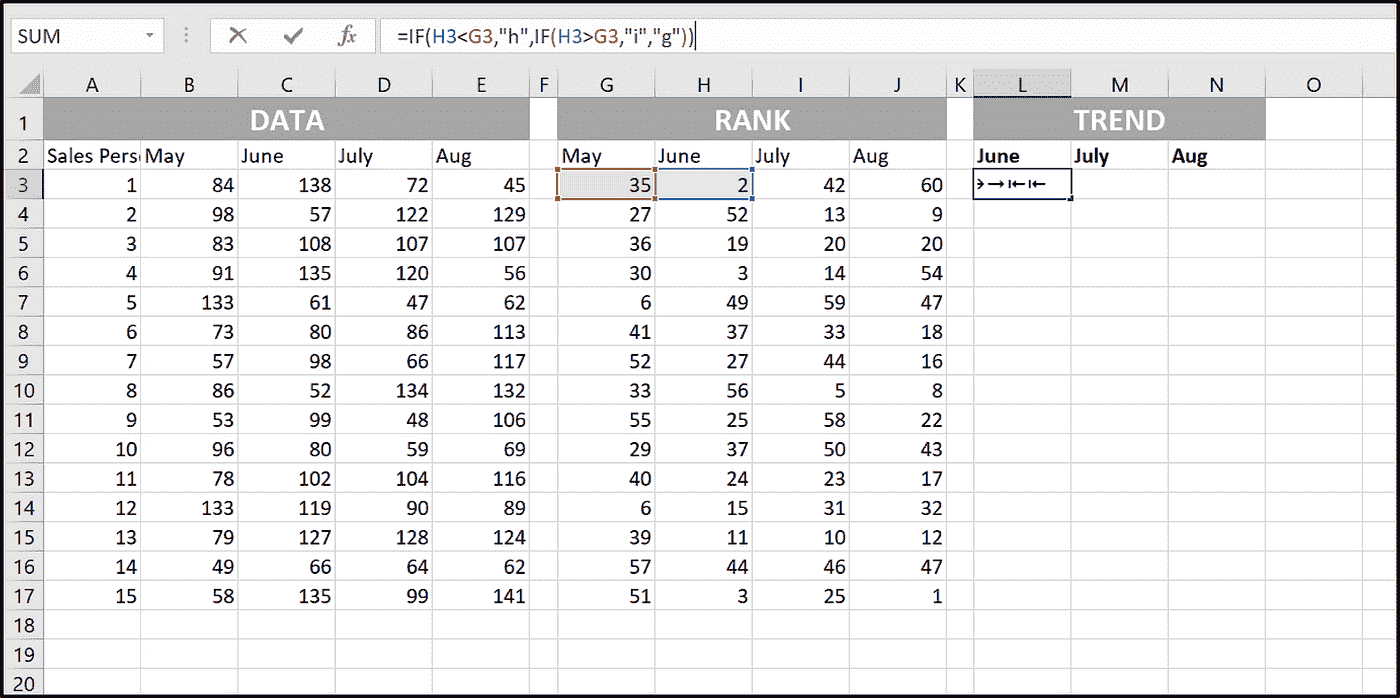 SUM fx =IF(H3<G3,"h",IF(H3>G3,"i","g"))
A B C D E F G H I J K L M N O
1 DATA RANK TREND
2 Sales Pers May June July Aug May June July Aug June July Aug
3 1 84 138 72 45 35 2 42 60 →→I←I←
4 2 98 57 122 129 27 52 13 9
5 3 83 108 107 107 36 19 20 20
6 4 91 135 120 56 30 3 14 54
7 5 133 61 47 62 6 49 59 47
8 6 73 80 86 113 41 37 33 18
9 7 57 98 66 117 52 27 44 16
10 8 86 52 134 132 33 56 5 8
11 9 53 99 48 106 55 25 58 22
12 10 96 80 59 69 29 37 50 43
13 11 78 102 104 116 40 24 23 17
14 12 133 119 90 89 6 15 31 32
15 13 79 127 128 124 39 11 10 12
16 14 49 66 64 62 57 44 46 47
17 15 58 135 99 141 51 3 25 1
18
19
20